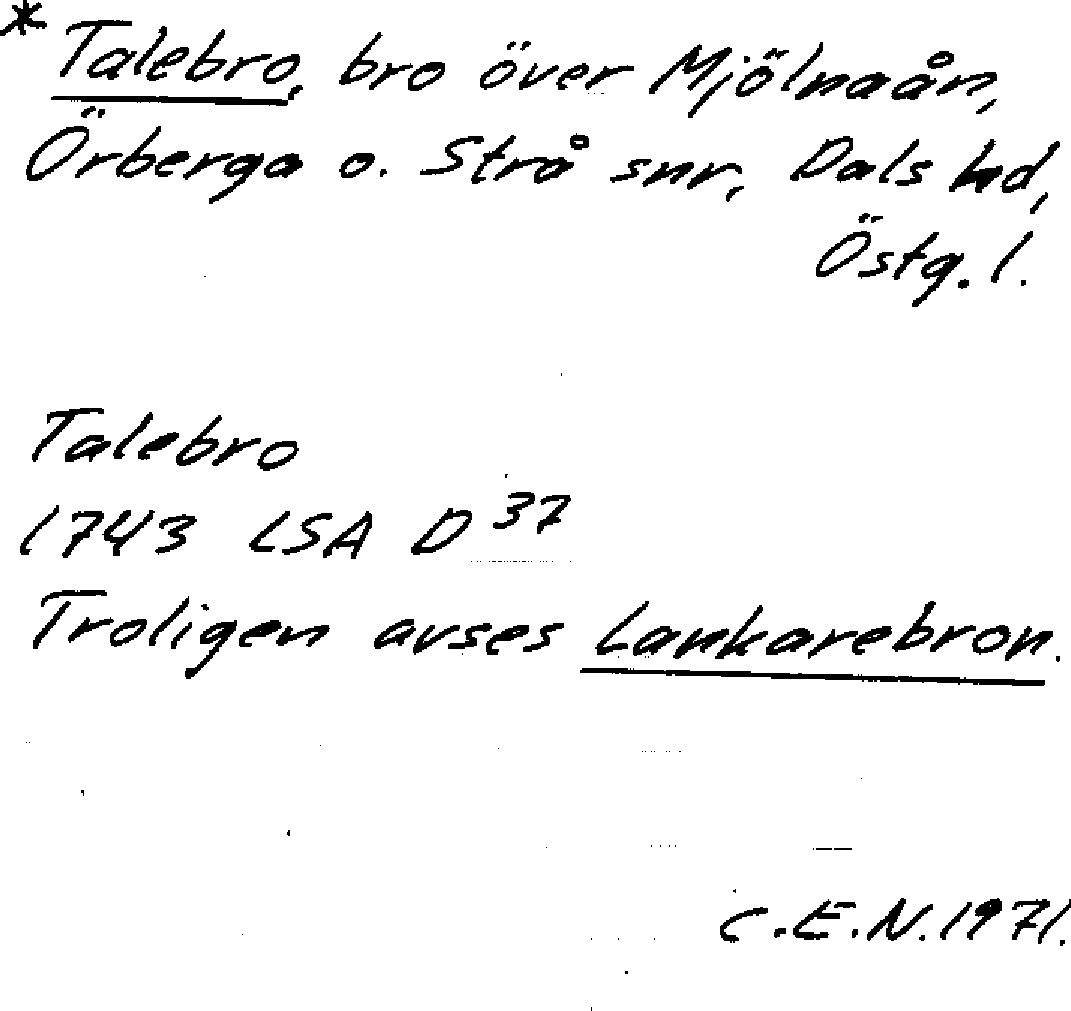 * Talebro, bro över Mjölnaån,
Örberga o. Strå snr, Dals hd,
Östg. l.
Talebro
1743 LSA D 37
Troligen avses Lankarebron.
C.E.N. 1971.